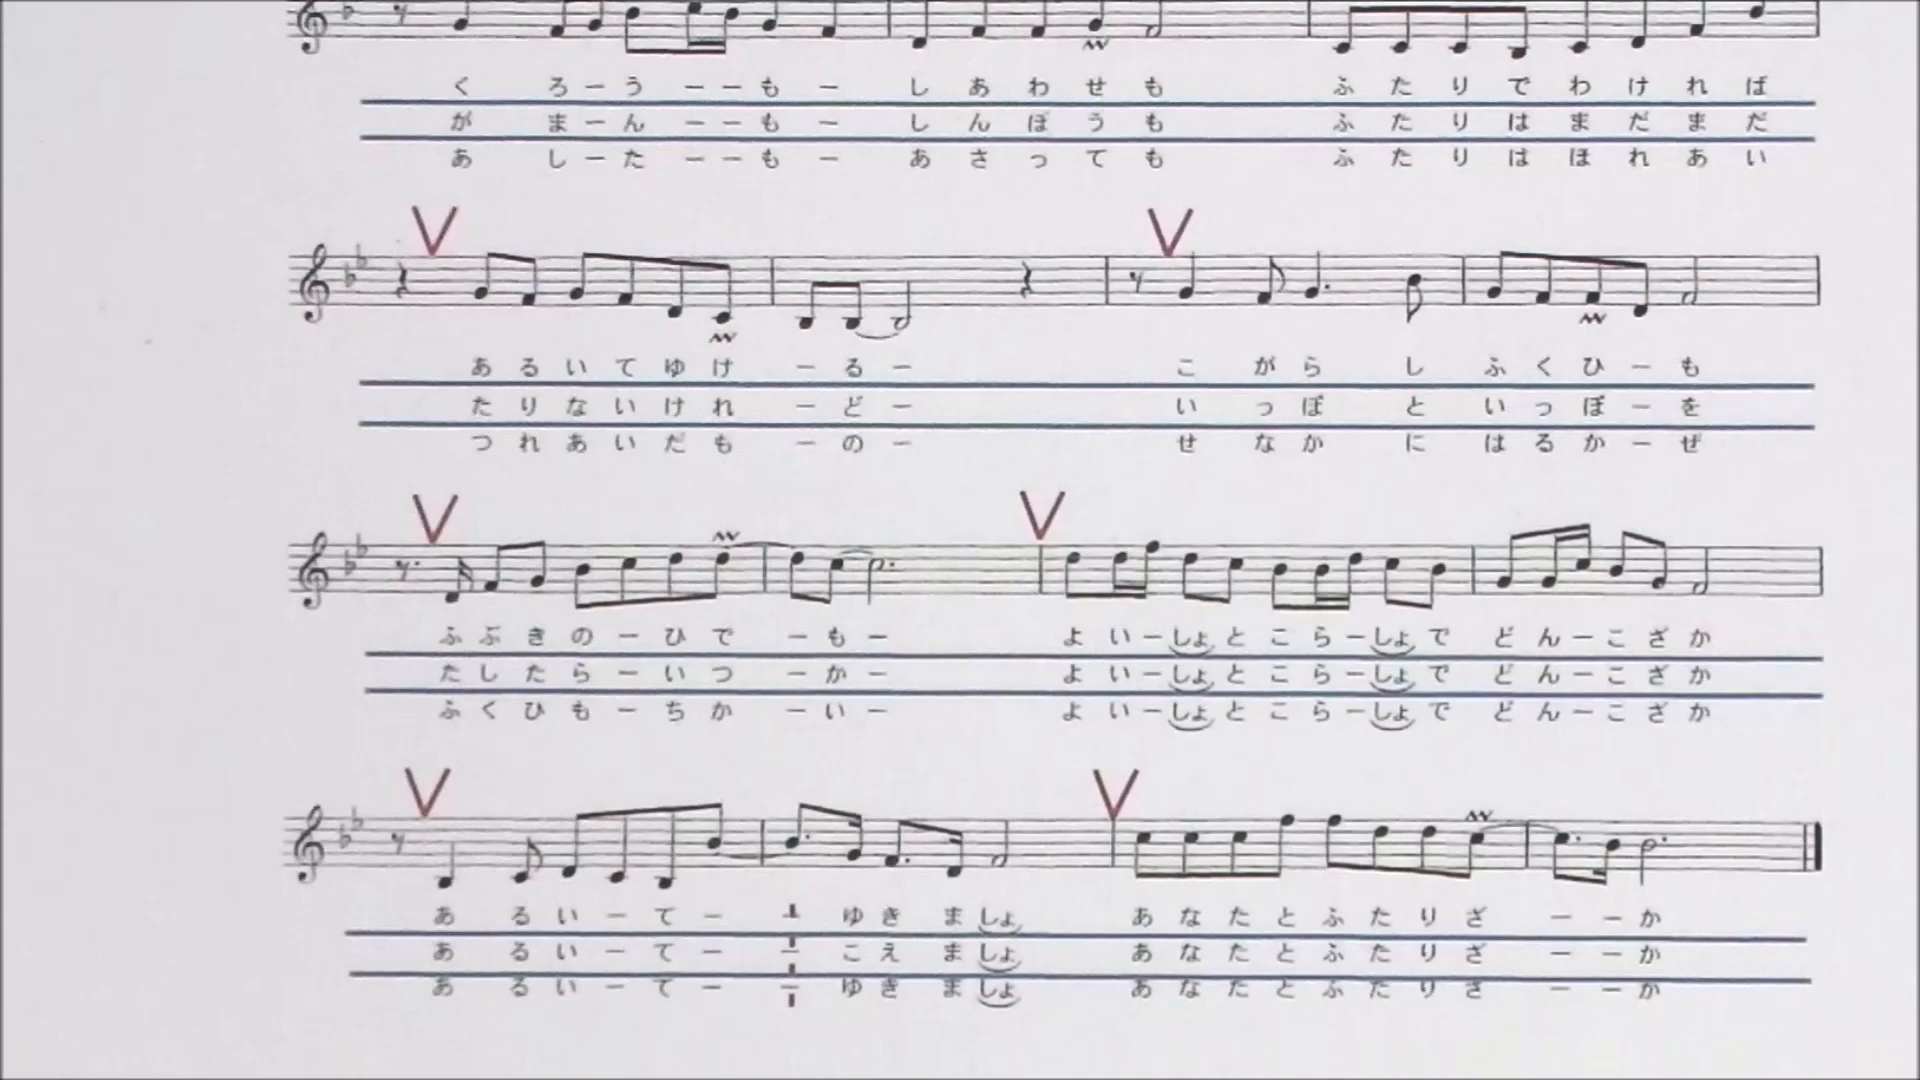 く ろ ー う ー ー も ー し あ わ せ も ふ た り で わ け れ ば
が ま ー ん ー ー も ー し ん ぼ う も ふ た り は ま だ ま だ
あ し ー た ー ー も ー あ さ っ て も ふ た り は ほ れ あ い
あ る い て ゆ け ー る ー こ が ら し ふ く ひ ー も
た り な い け れ ー ど ー い っ ぽ と い っ ぽ ー を
つ れ あ い だ も ー の ー せ な か に は る か ー ぜ
ふ ぶ き の ー ひ で ー も ー よ い ー しょ と こ ら ー しょ で ど ん ー こ ざ か
た し た ら ー い つ ー か ー よ い ー しょ と こ ら ー しょ で ど ん ー こ ざ か
ふ く ひ も ー ち か ー い ー よ い ー しょ と こ ら ー しょ で ど ん ー こ ざ か
あ る い ー て ー ー ゆ き ま しょ あ な た と ふ た り ざ ー ー か
あ る い ー て ー ー こ え ま しょ あ な た と ふ た り ざ ー ー か
あ る い ー て ー ー ゆ き ま しょ あ な た と ふ た り ざ ー ー か